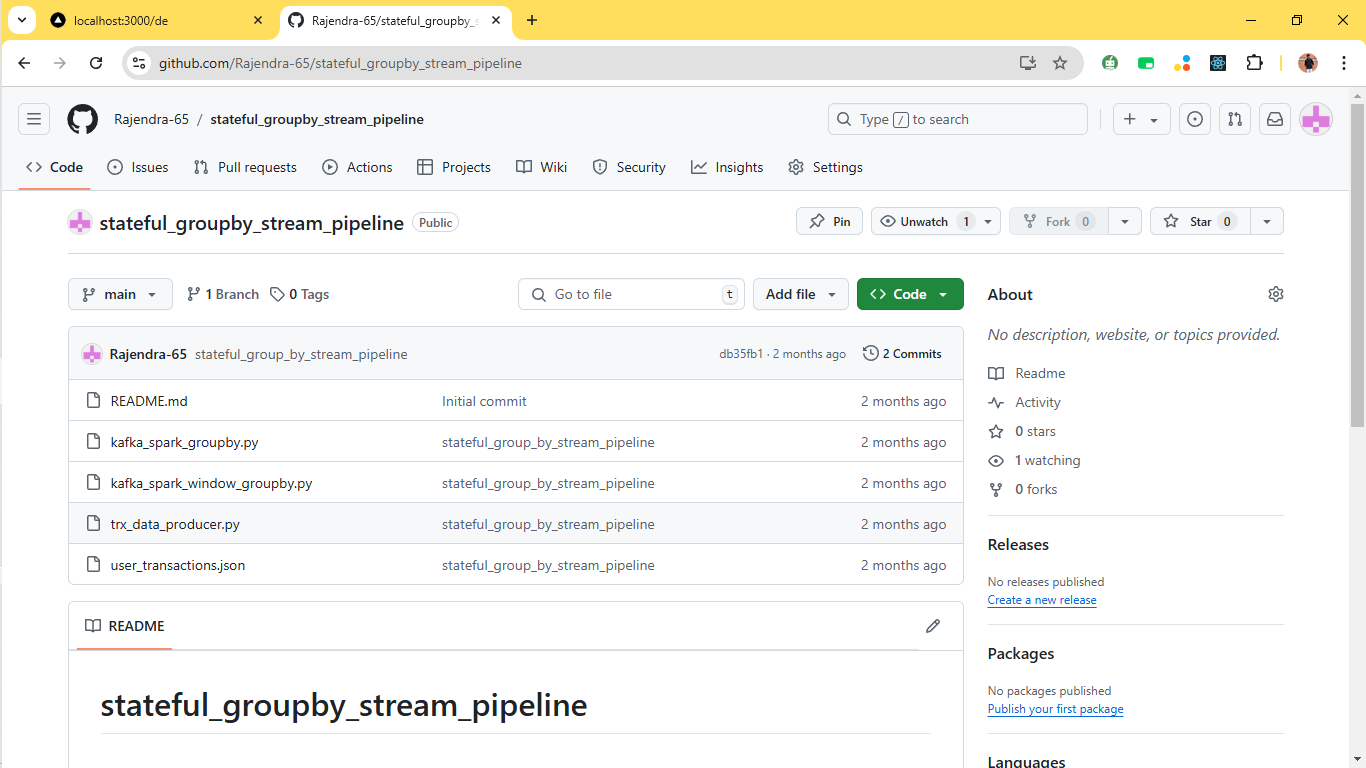 localhost:3000/de
Rajendra-65/stateful_groupby_s
github.com/Rajendra-65/stateful_groupby_stream_pipeline
Rajendra-65 / stateful_groupby_stream_pipeline
Type / to search
Code Issues Pull requests Actions Projects Wiki Security Insights Settings
stateful_groupby_stream_pipeline Public
Pin Unwatch 1 Fork 0 Star 0
main 1 Branch 0 Tags Go to file t Add file Code
Rajendra-65 stateful_group_by_stream_pipeline db35fb1 · 2 months ago 2 Commits
README.md Initial commit 2 months ago
kafka_spark_groupby.py stateful_group_by_stream_pipeline 2 months ago
kafka_spark_window_groupby.py stateful_group_by_stream_pipeline 2 months ago
trx_data_producer.py stateful_group_by_stream_pipeline 2 months ago
user_transactions.json stateful_group_by_stream_pipeline 2 months ago
README
stateful_groupby_stream_pipeline
About
No description, website, or topics provided.
Readme
Activity
0 stars
1 watching
0 forks
Releases
No releases published
Create a new release
Packages
No packages published
Publish your first package
Languages